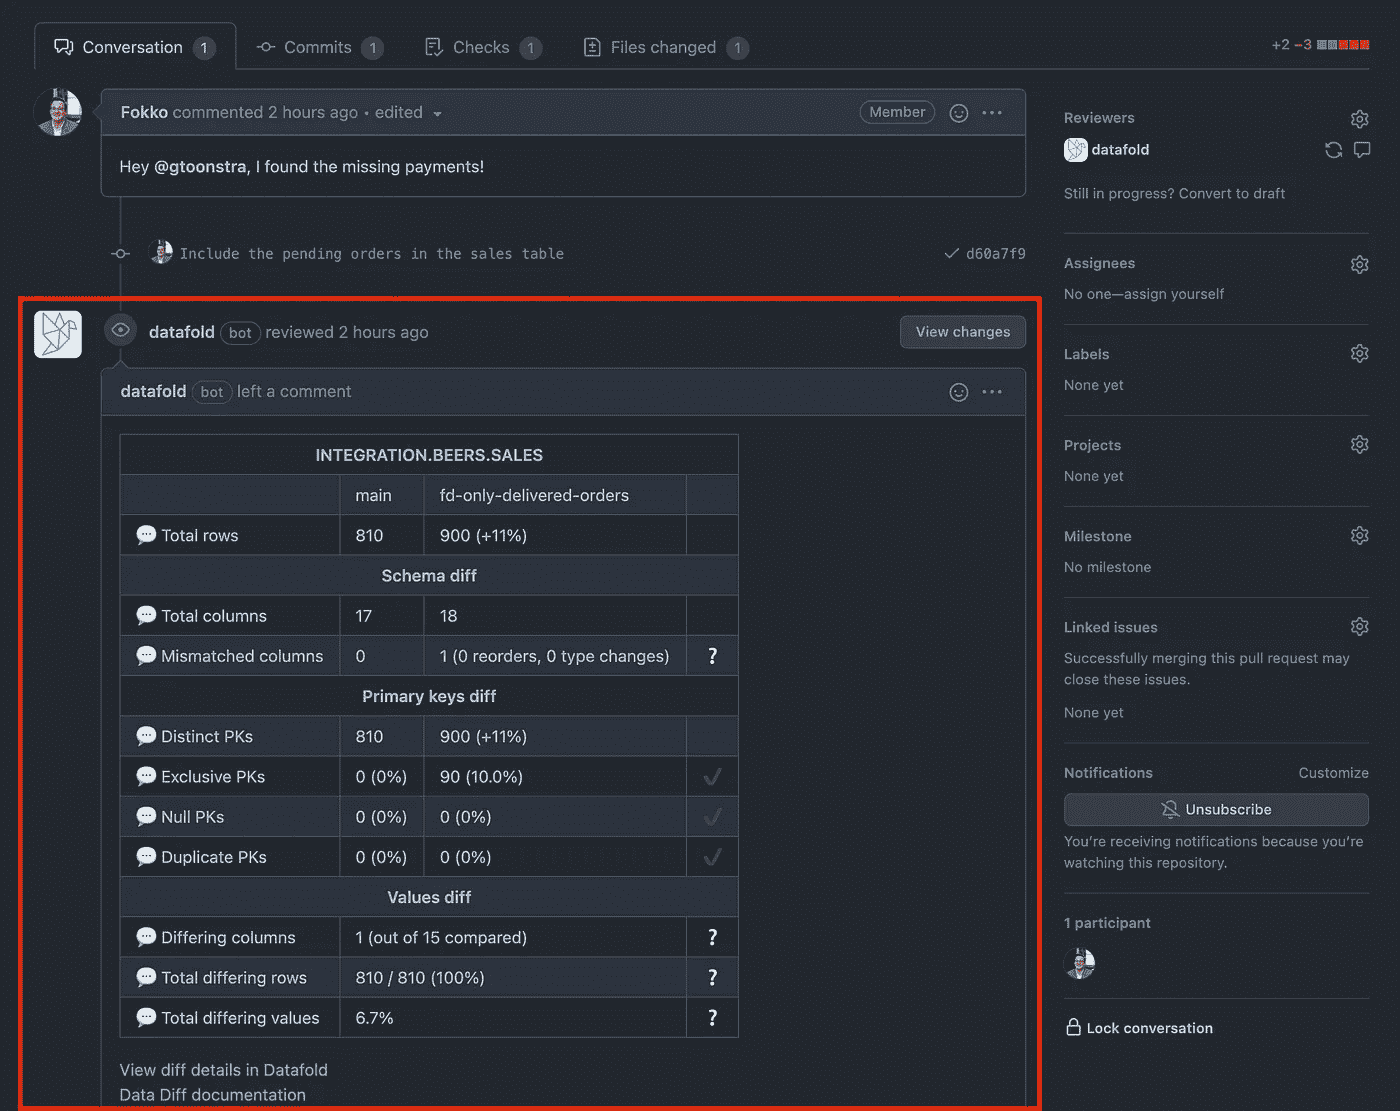 Conversation 1 Commits 1 Checks 1 Files changed 1 +2 −3
Fokko commented 2 hours ago • edited Member
Hey @gtoonstra, I found the missing payments!
Include the pending orders in the sales table d60a7f9
datafold bot reviewed 2 hours ago View changes
datafold bot left a comment
INTEGRATION.BEERS.SALES
main fd-only-delivered-orders
Total rows 810 900 (+11%)
Schema diff
Total columns 17 18
Mismatched columns 0 1 (0 reorders, 0 type changes) ?
Primary keys diff
Distinct PKs 810 900 (+11%)
Exclusive PKs 0 (0%) 90 (10.0%)
Null PKs 0 (0%) 0 (0%)
Duplicate PKs 0 (0%) 0 (0%)
Values diff
Differing columns 1 (out of 15 compared) ?
Total differing rows 810 / 810 (100%) ?
Total differing values 6.7% ?
View diff details in Datafold
Data Diff documentation
Reviewers
datafold
Still in progress? Convert to draft
Assignees
No one—assign yourself
Labels
None yet
Projects
None yet
Milestone
No milestone
Linked issues
Successfully merging this pull request may
close these issues.
None yet
Notifications Customize
Unsubscribe
You're receiving notifications because you're
watching this repository.
1 participant
Lock conversation